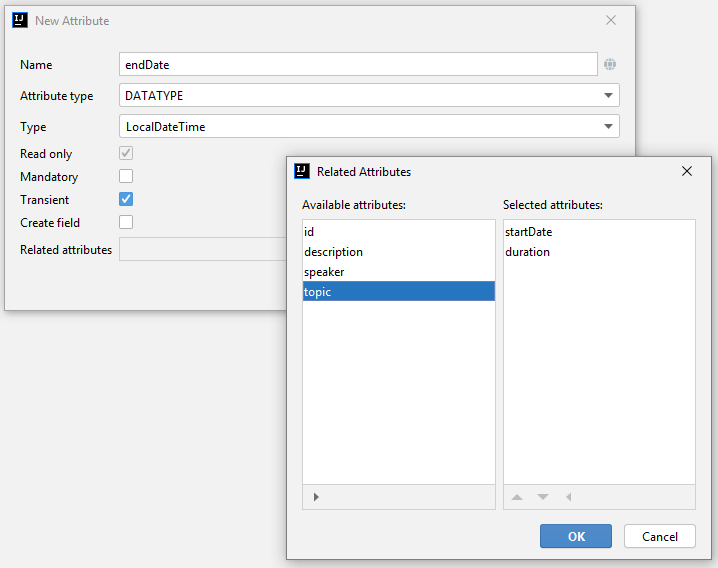 New Attribute
Name
endDate
Attribute type
DATATYPE
Type
LocalDateTime
Read only
Mandatory
Transient
Create field
Related attributes
Related Attributes
Available attributes:
id
description
speaker
topic
Selected attributes:
startDate
duration
OK
Cancel